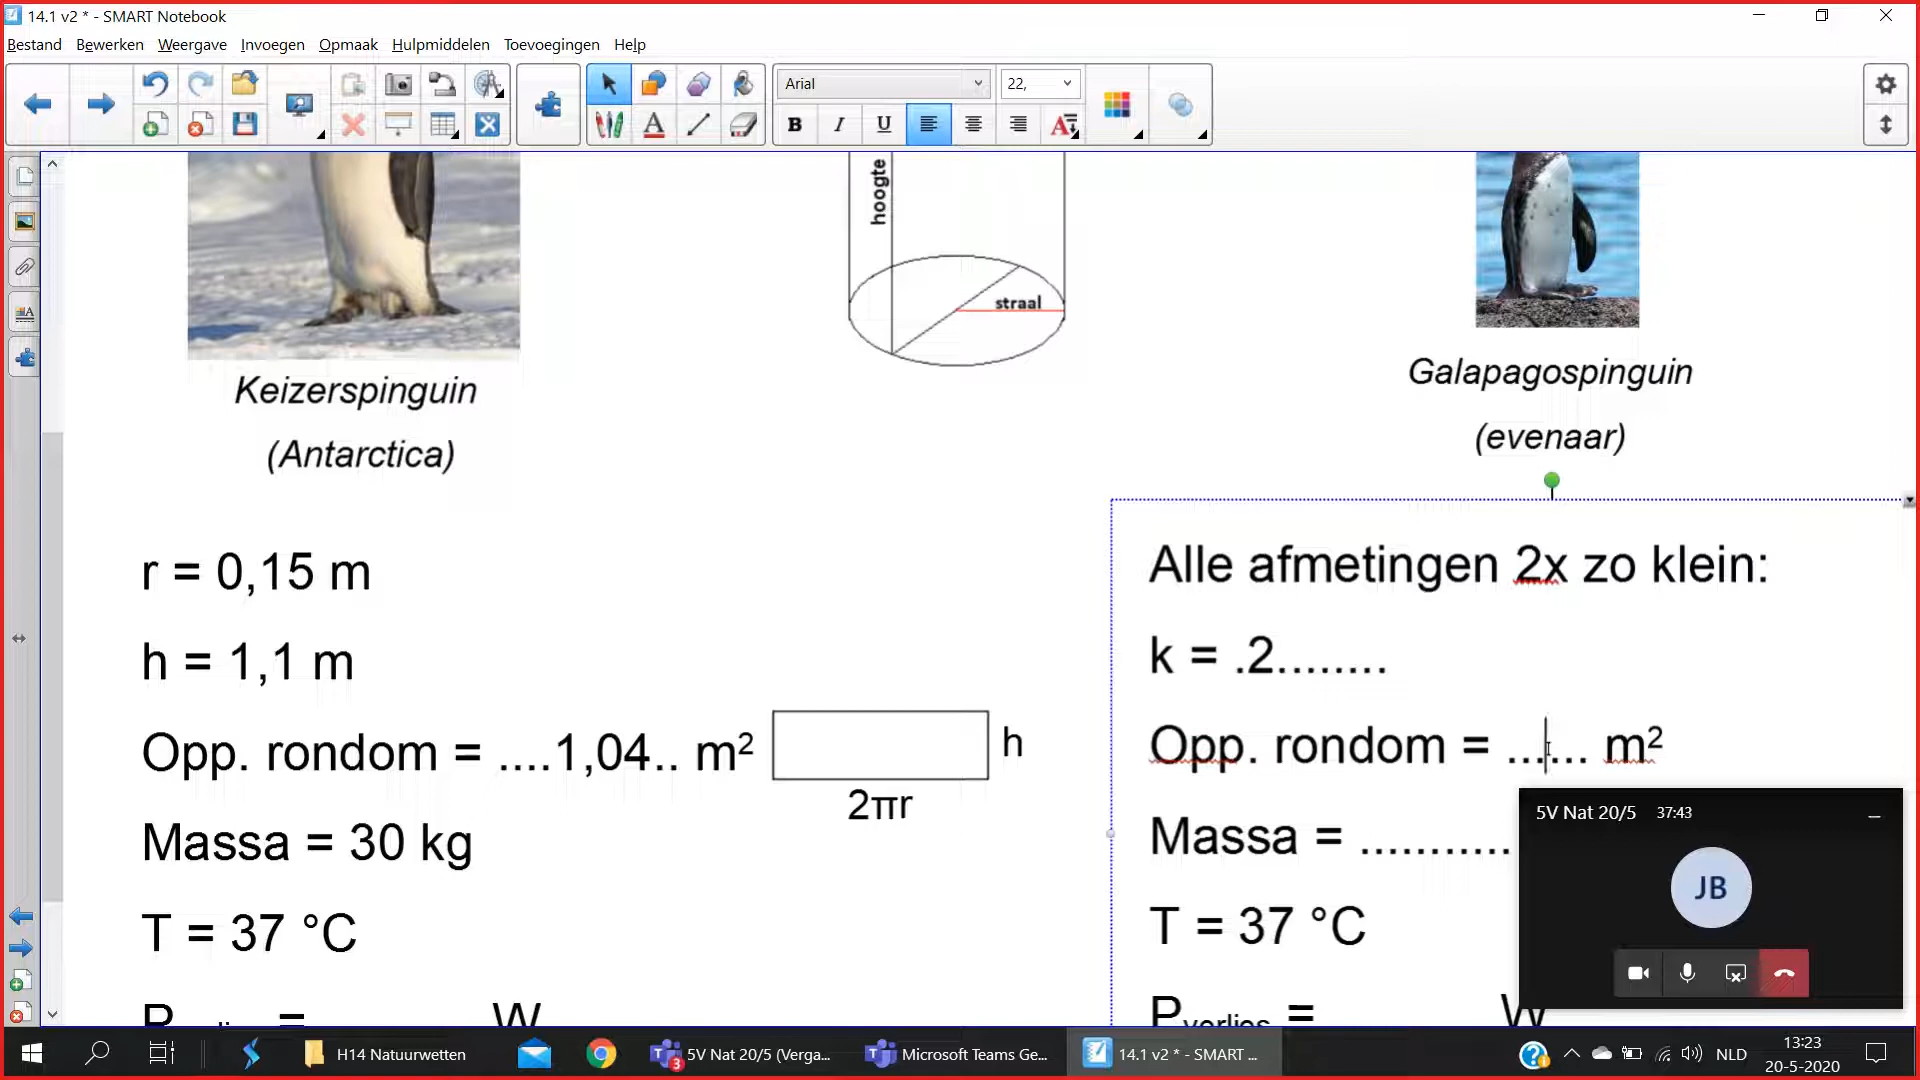 14.1 v2 * - SMART Notebook
Bestand Bewerken Weergave Invoegen Opmaak Hulpmiddelen Toevoegingen Help
Arial
22,
B I U
hoogte
straal
Keizerspinguin
(Antarctica)
Galapagospinguin
(evenaar)
r = 0,15 m
h = 1,1 m
Opp. rondom = ....1,04.. m²
h
2πr
Massa = 30 kg
T = 37 °C
Alle afmetingen 2x zo klein:
k = .2........
Opp. rondom = ...... m²
Massa = ...........
T = 37 °C
P verlies = W
5V Nat 20/5 37:43
JB
H14 Natuurwetten
3
5V Nat 20/5 (Verga...
Microsoft Teams Ge...
14.1 v2 * - SMART ...
NLD
13:23
20-5-2020